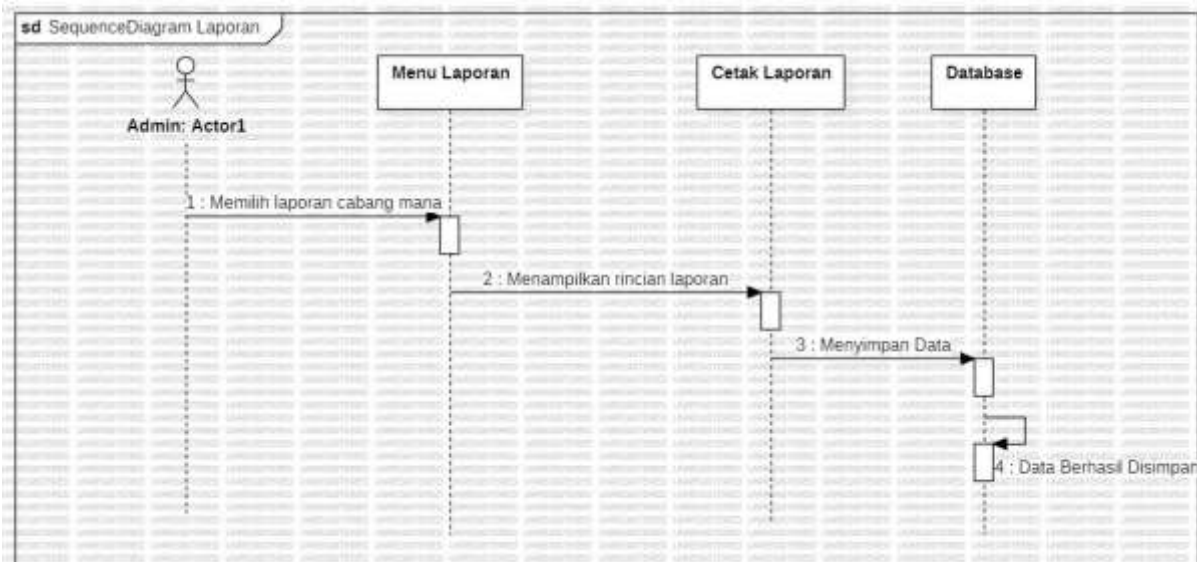 sd SequenceDiagram Laporan
Admin: Actor1
Menu Laporan
Cetak Laporan
Database
1 : Memilih laporan cabang mana
2 : Menampilkan rincian laporan
3 : Menyimpan Data
4 : Data Berhasil Disimpan